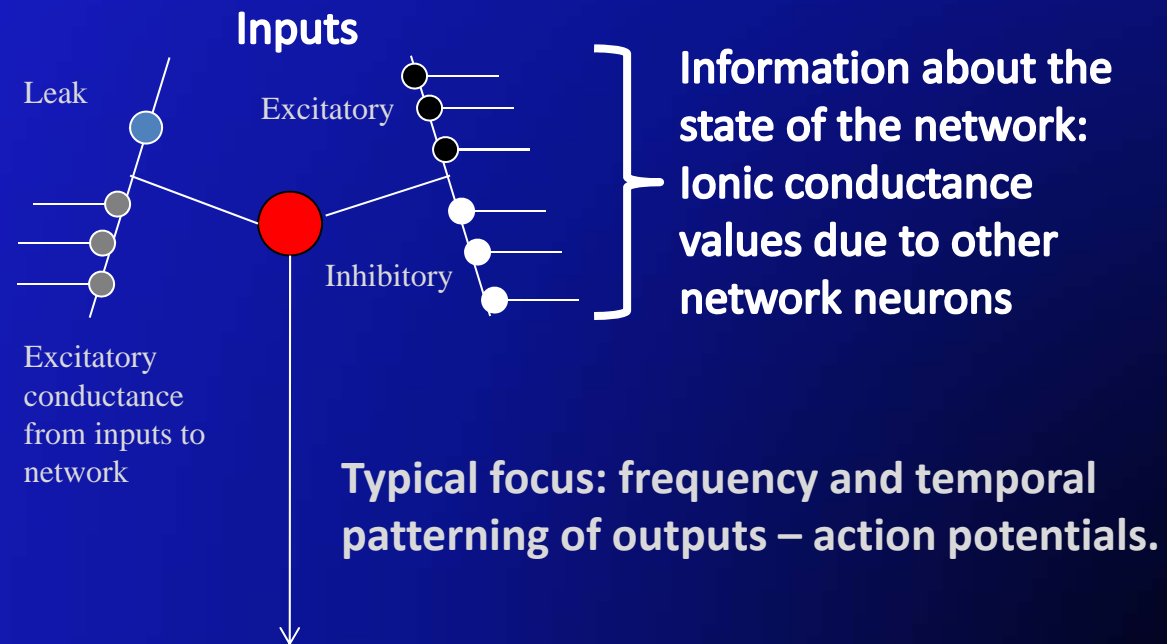 Inputs
Leak
Excitatory
Information about the
state of the network:
Ionic conductance
values due to other
network neurons
Inhibitory
Excitatory
conductance
from inputs to
network
Typical focus: frequency and temporal
patterning of outputs – action potentials.